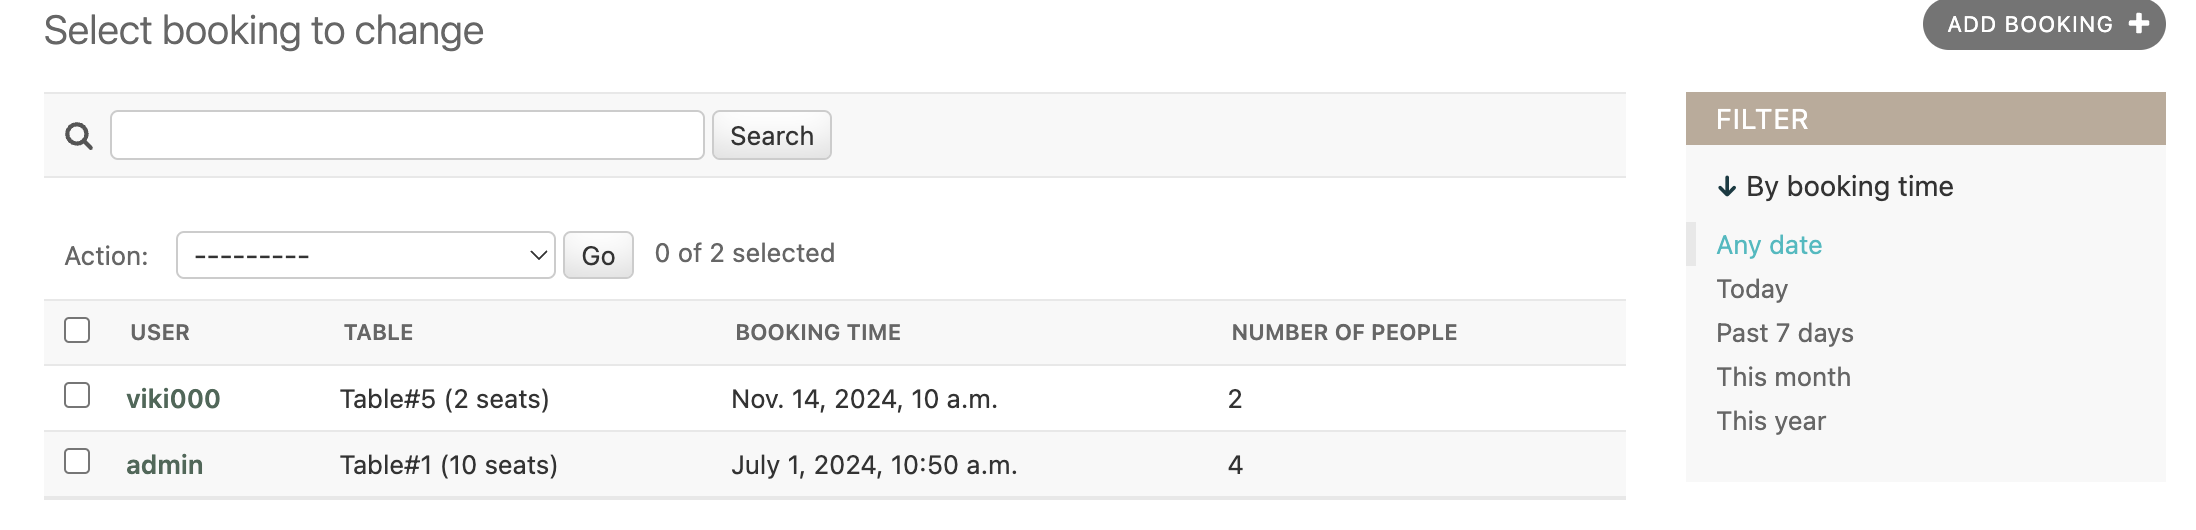 Select booking to change
ADD BOOKING +
Search
Action: --------- Go 0 of 2 selected
USER TABLE BOOKING TIME NUMBER OF PEOPLE
viki000 Table#5 (2 seats) Nov. 14, 2024, 10 a.m. 2
admin Table#1 (10 seats) July 1, 2024, 10:50 a.m. 4
FILTER
↓ By booking time
Any date
Today
Past 7 days
This month
This year